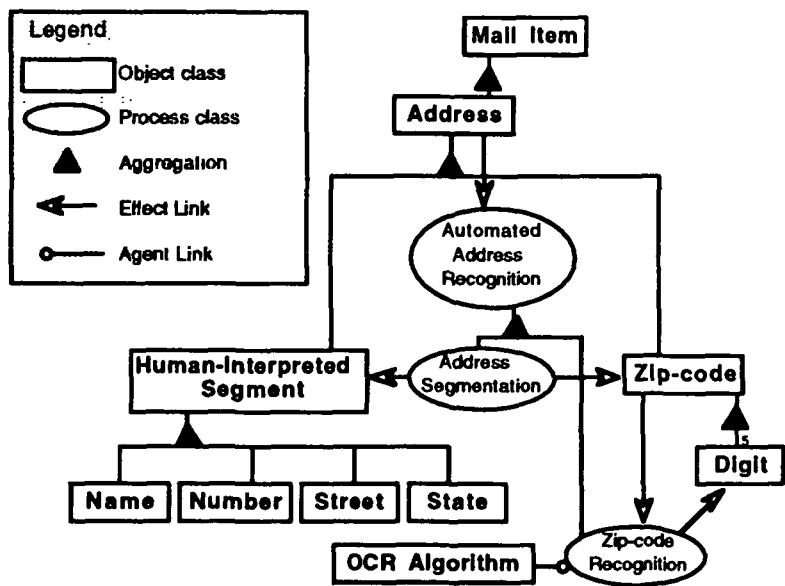 Legend
Object class
Process class
Aggregation
Effect Link
Agent Link
Mail Item
Address
Automated
Address
Recognition
Human-Interpreted
Segment
Address
Segmentation
Zip-code
5
Digit
Name
Number
Street
State
OCR Algorithm
Zip-code
Recognition